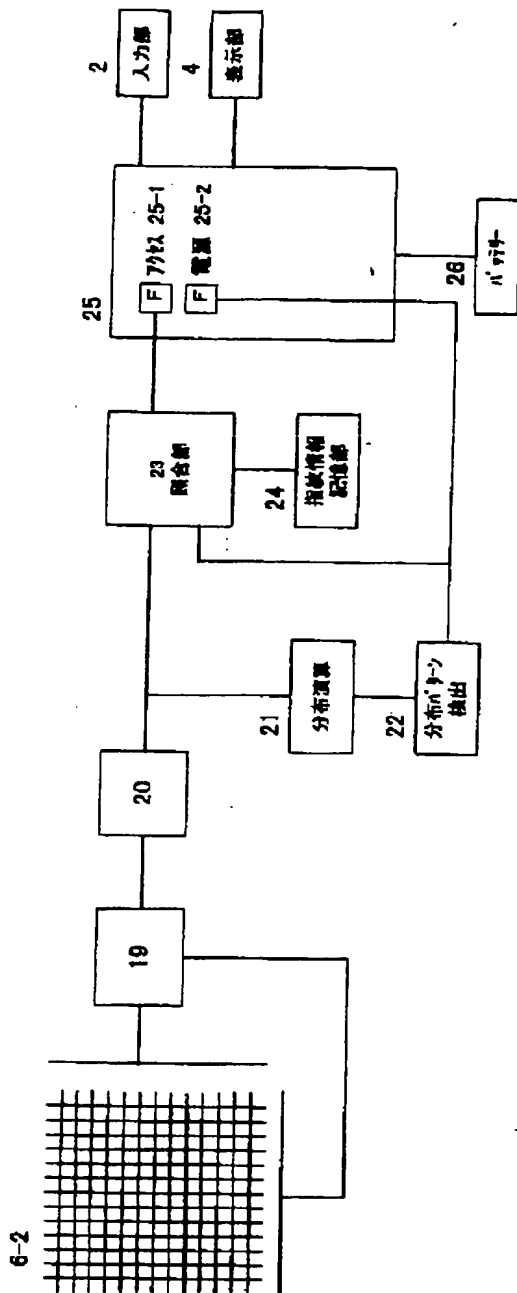 6-2
19
20
21
分布演算
22
分布パターン
検出
23
照合部
24
指紋情報
記憶部
25
F アクセス 25-1
F 電源 25-2
26
バッテリー
2
入力部
4
表示部